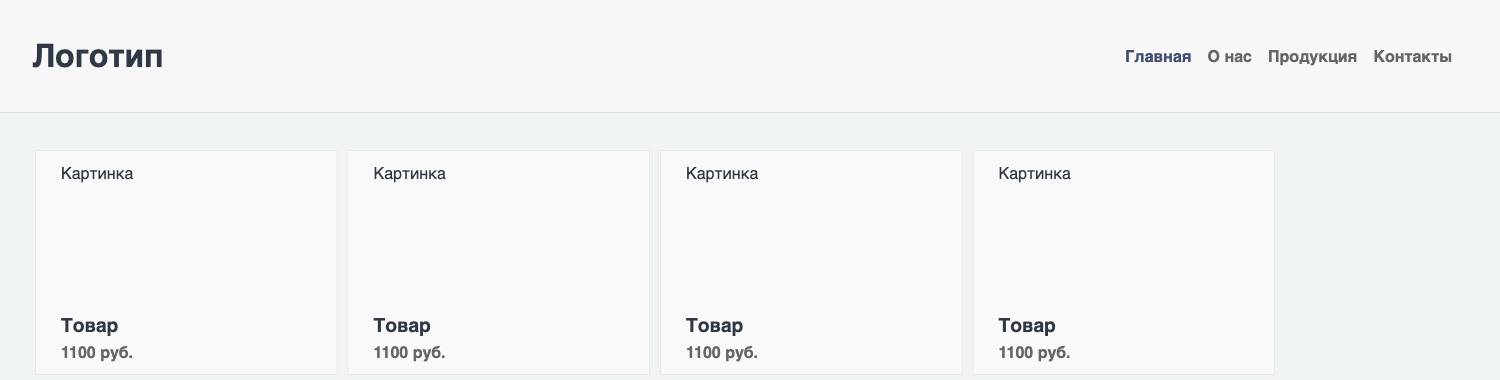 Логотип
Главная О нас Продукция Контакты
Картинка Картинка Картинка Картинка
Товар Товар Товар Товар
1100 руб. 1100 руб. 1100 руб. 1100 руб.